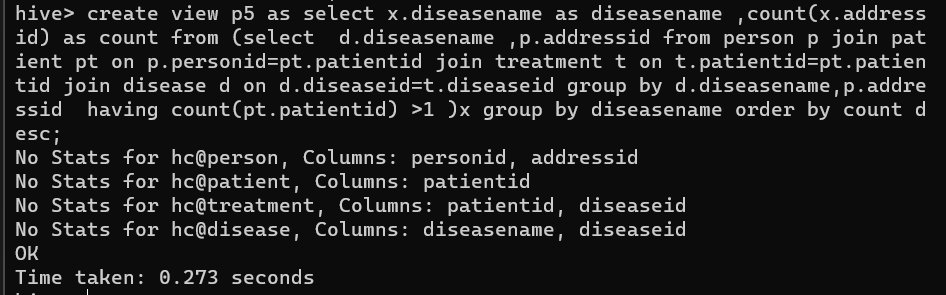 hive> create view p5 as select x.diseasename as diseasename ,count(x.address
id) as count from (select  d.diseasename ,p.addressid from person p join pat
ient pt on p.personid=pt.patientid join treatment t on t.patientid=pt.patien
tid join disease d on d.diseaseid=t.diseaseid group by d.diseasename,p.addre
ssid  having count(pt.patientid) >1 )x group by diseasename order by count d
esc;
No Stats for hc@person, Columns: personid, addressid
No Stats for hc@patient, Columns: patientid
No Stats for hc@treatment, Columns: patientid, diseaseid
No Stats for hc@disease, Columns: diseasename, diseaseid
OK
Time taken: 0.273 seconds